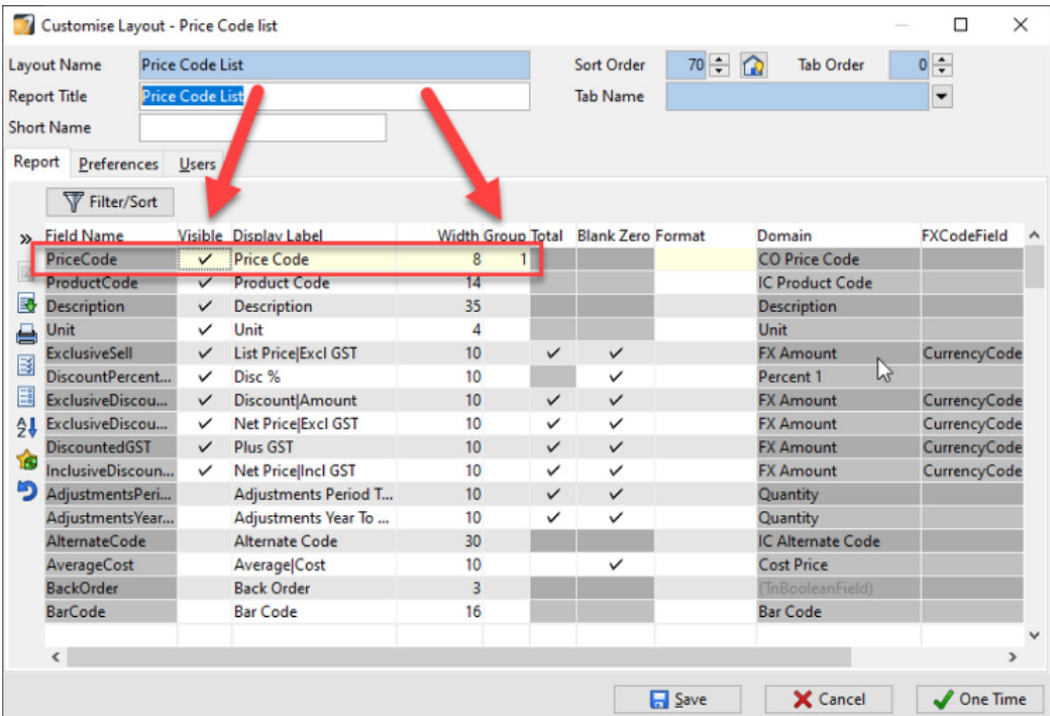 Customise Layout - Price Code list
Layout Name Price Code List Sort Order 70 Tab Order 0
Report Title Price Code List Tab Name
Short Name
Report Preferences Users
Filter/Sort
» Field Name Visible Display Label Width Group Total Blank Zero Format Domain FXCodeField
PriceCode ✓ Price Code 8 1 CO Price Code
ProductCode ✓ Product Code 14 IC Product Code
Description ✓ Description 35 Description
Unit ✓ Unit 4 Unit
ExclusiveSell ✓ List Price|Excl GST 10 ✓ ✓ FX Amount CurrencyCode
DiscountPercent... ✓ Disc % 10 ✓ Percent 1
ExclusiveDiscou... ✓ Discount|Amount 10 ✓ ✓ FX Amount CurrencyCode
ExclusiveDiscou... ✓ Net Price|Excl GST 10 ✓ ✓ FX Amount CurrencyCode
DiscountedGST ✓ Plus GST 10 ✓ ✓ FX Amount CurrencyCode
InclusiveDiscoun... ✓ Net Price|Incl GST 10 ✓ ✓ FX Amount CurrencyCode
AdjustmentsPeri... Adjustments Period T... 10 ✓ ✓ Quantity
AdjustmentsYear... Adjustments Year To ... 10 ✓ ✓ Quantity
AlternateCode Alternate Code 30 IC Alternate Code
AverageCost Average|Cost 10 ✓ Cost Price
BackOrder Back Order 3 (TnBooleanField)
BarCode Bar Code 16 Bar Code
Save Cancel One Time